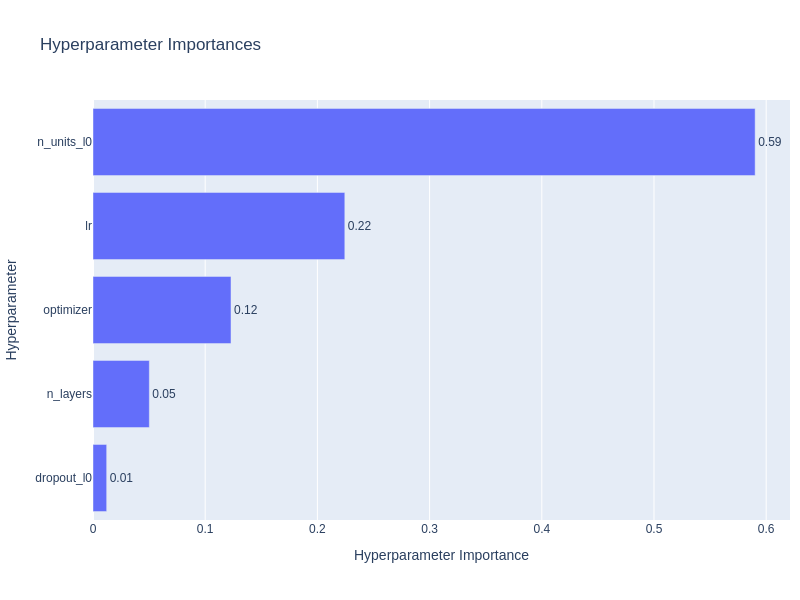 Hyperparameter Importances
Hyperparameter
n_units_l0
0.59
lr
0.22
optimizer
0.12
n_layers
0.05
dropout_l0
0.01
0
0.1
0.2
0.3
0.4
0.5
0.6
Hyperparameter Importance